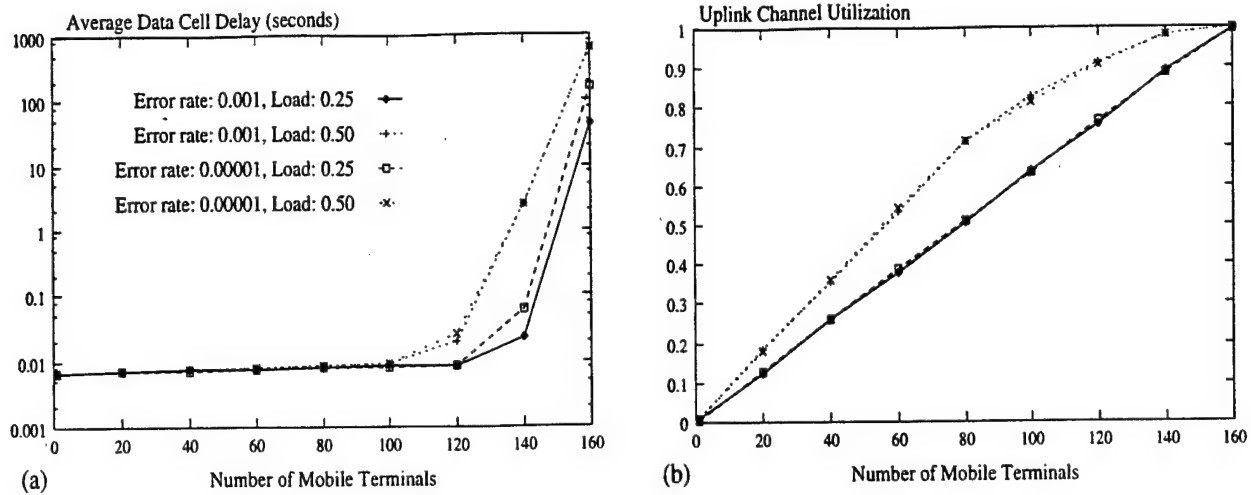 Average Data Cell Delay (seconds)
1000
100
10
1
0.1
0.01
0.001
Error rate: 0.001, Load: 0.25
Error rate: 0.001, Load: 0.50
Error rate: 0.00001, Load: 0.25
Error rate: 0.00001, Load: 0.50
0 20 40 60 80 100 120 140 160
(a) Number of Mobile Terminals
Uplink Channel Utilization
1
0.9
0.8
0.7
0.6
0.5
0.4
0.3
0.2
0.1
0
0 20 40 60 80 100 120 140 160
(b) Number of Mobile Terminals